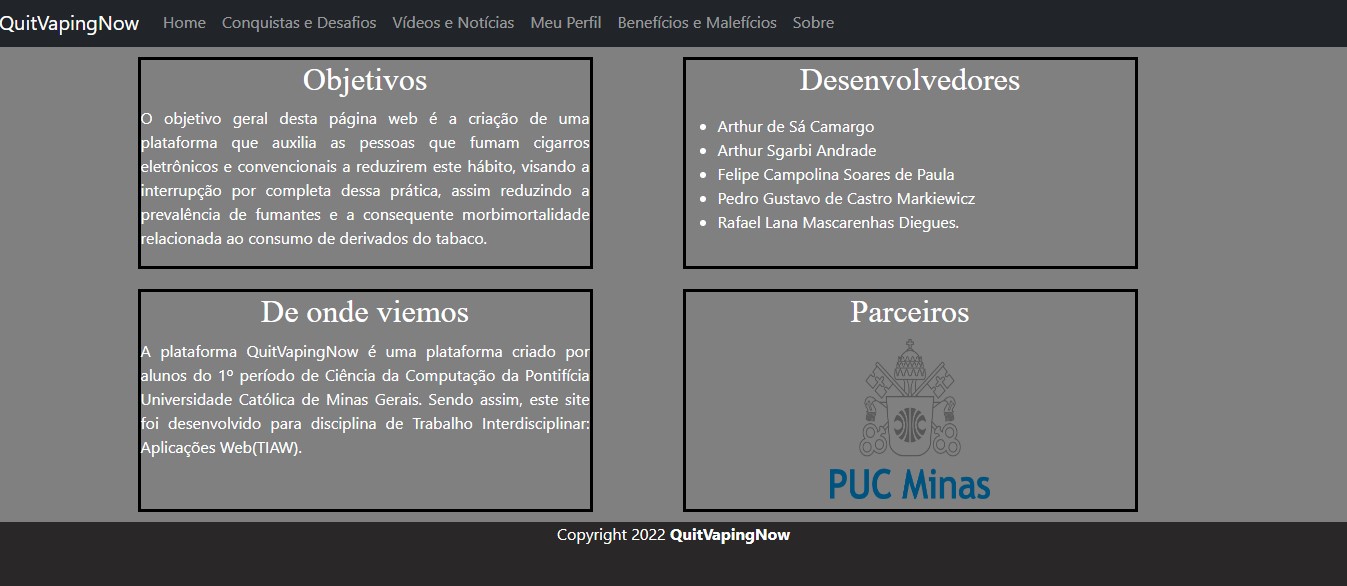 QuitVapingNow Home Conquistas e Desafios Vídeos e Notícias Meu Perfil Benefícios e Malefícios Sobre
Objetivos
O objetivo geral desta página web é a criação de uma
plataforma que auxilia as pessoas que fumam cigarros
eletrônicos e convencionais a reduzirem este hábito, visando a
interrupção por completa dessa prática, assim reduzindo a
prevalência de fumantes e a consequente morbimortalidade
relacionada ao consumo de derivados do tabaco.
Desenvolvedores
Arthur de Sá Camargo
Arthur Sgarbi Andrade
Felipe Campolina Soares de Paula
Pedro Gustavo de Castro Markiewicz
Rafael Lana Mascarenhas Diegues.
De onde viemos
A plataforma QuitVapingNow é uma plataforma criado por
alunos do 1º período de Ciência da Computação da Pontifícia
Universidade Católica de Minas Gerais. Sendo assim, este site
foi desenvolvido para disciplina de Trabalho Interdisciplinar:
Aplicações Web(TIAW).
Parceiros
PUC Minas
Copyright 2022 QuitVapingNow